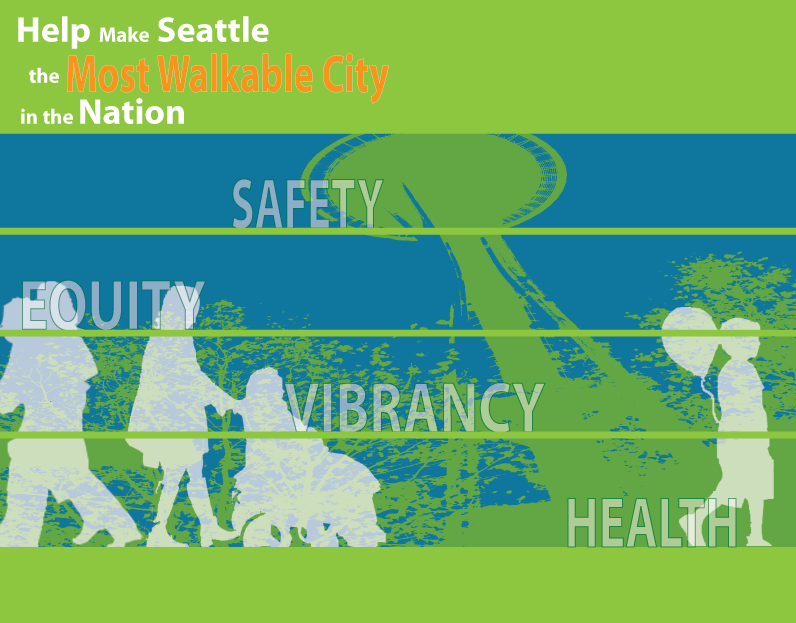 Help Make Seattle
the Most Walkable City
in the Nation
SAFETY
EQUITY
VIBRANCY
HEALTH